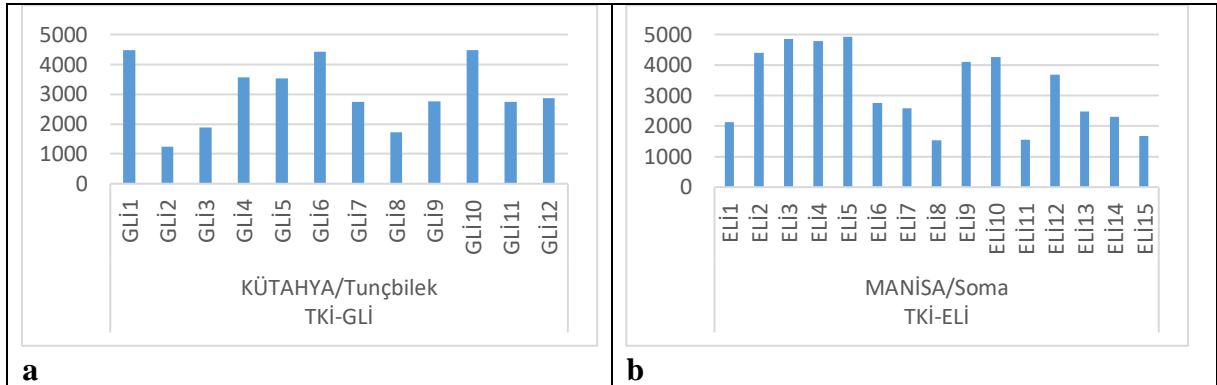 5000
4000
3000
2000
1000
0
GLİ1
GLİ2
GLİ3
GLİ4
GLİ5
GLİ6
GLİ7
GLİ8
GLİ9
GLİ10
GLİ11
GLİ12
KÜTAHYA/Tunçbilek
TKİ-GLİ
a
5000
4000
3000
2000
1000
0
ELİ1
ELİ2
ELİ3
ELİ4
ELİ5
ELİ6
ELİ7
ELİ8
ELİ9
ELİ10
ELİ11
ELİ12
ELİ13
ELİ14
ELİ15
MANİSA/Soma
TKİ-ELİ
b